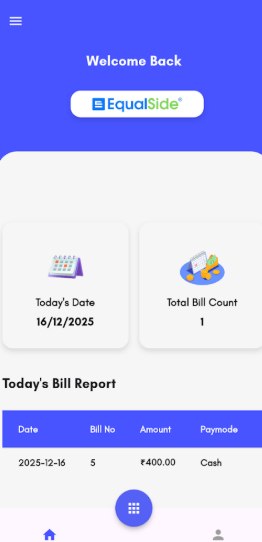 Welcome Back
EqualSide®
Today's Date
16/12/2025
Total Bill Count
1
Today's Bill Report
Date Bill No Amount Paymode
2025-12-16 5 ₹400.00 Cash